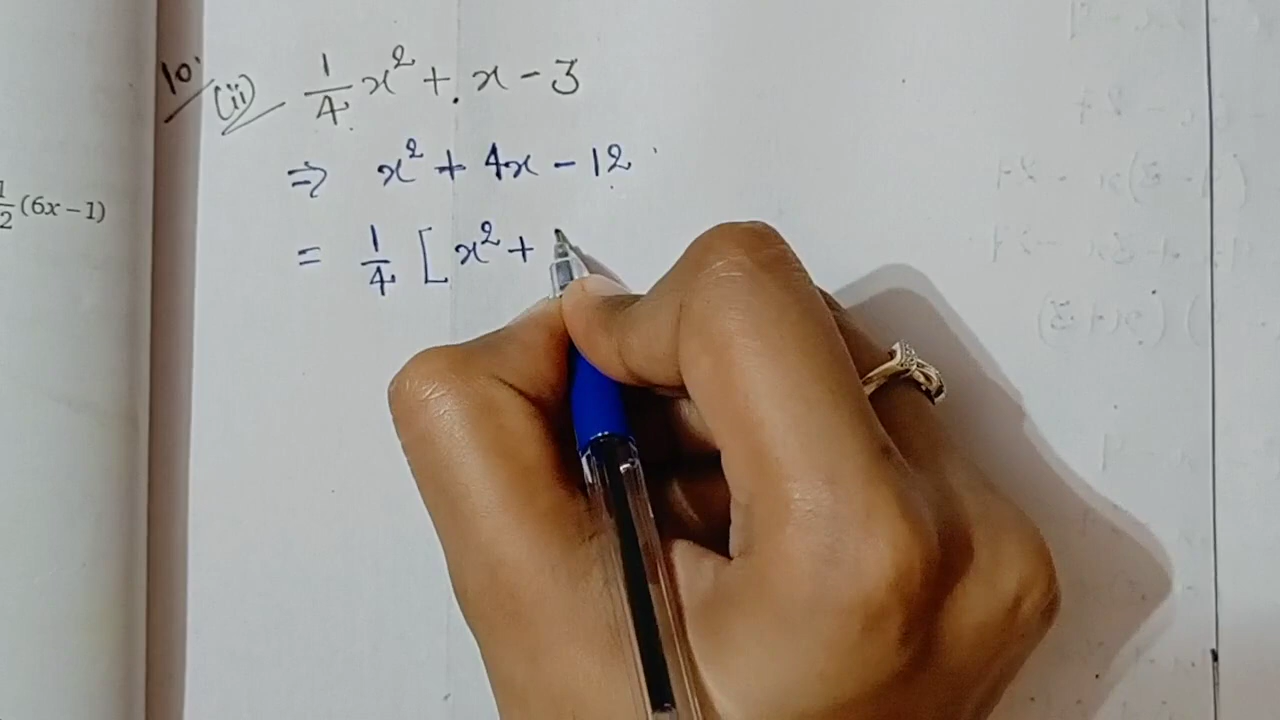 10. (ii) 1/4 x² + x - 3
⇒ x² + 4x - 12
= 1/4 [ x² +
1/2 (6x - 1)